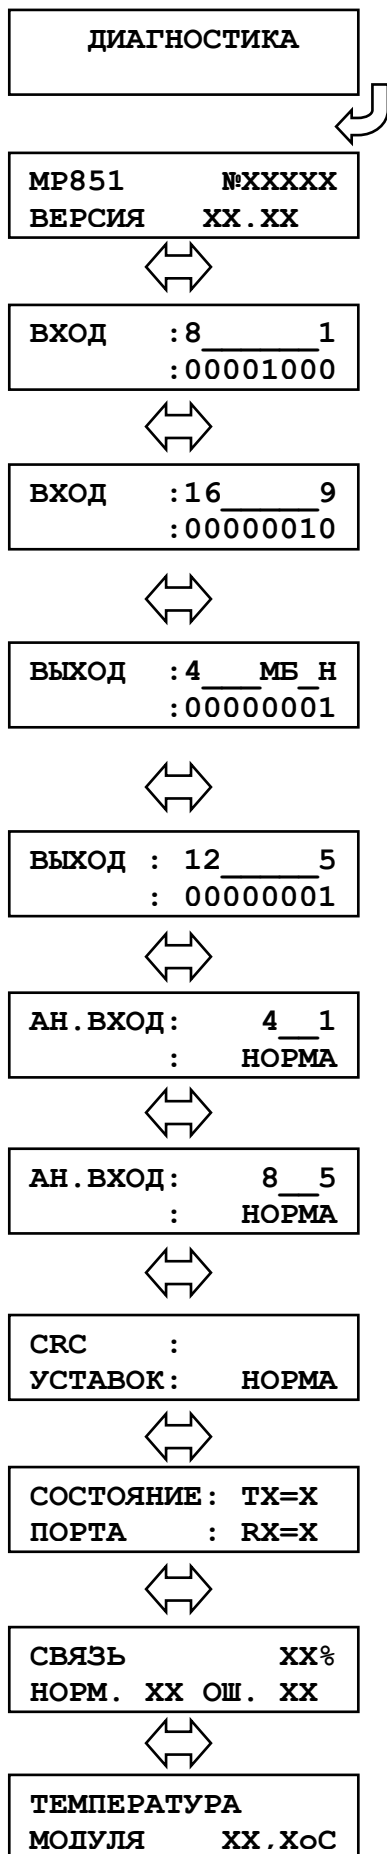 ДИАГНОСТИКА
МР851 №XXXXX
ВЕРСИЯ XX.XX
ВХОД :8______1
:00001000
ВХОД :16_____9
:00000010
ВЫХОД :4___МБ_Н
:00000001
ВЫХОД : 12_____5
: 00000001
АН.ВХОД: 4__1
: НОРМА
АН.ВХОД: 8__5
: НОРМА
CRC :
УСТАВОК: НОРМА
СОСТОЯНИЕ: TX=X
ПОРТА : RX=X
СВЯЗЬ XX%
НОРМ. XX ОШ. XX
ТЕМПЕРАТУРА
МОДУЛЯ XX,XoC